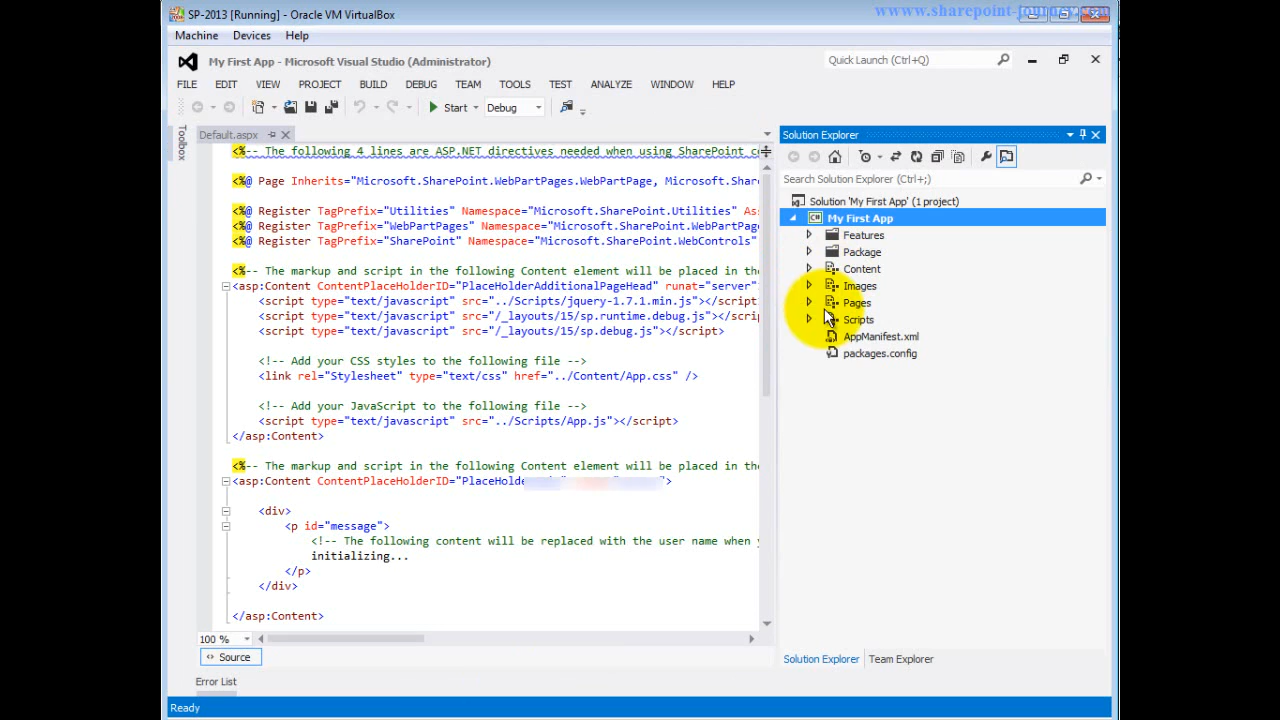 SP-2013 [Running] - Oracle VM VirtualBox
Machine Devices Help
My First App - Microsoft Visual Studio (Administrator)
Quick Launch (Ctrl+Q)
FILE EDIT VIEW PROJECT BUILD DEBUG TEAM TOOLS TEST ANALYZE WINDOW HELP
Start Debug
Toolbox
Default.aspx
<%-- The following 4 lines are ASP.NET directives needed when using SharePoint
<%@ Page Inherits="Microsoft.SharePoint.WebPartPages.WebPartPage, Microsoft.Sha
<%@ Register TagPrefix="Utilities" Namespace="Microsoft.SharePoint.Utilities"
<%@ Register TagPrefix="WebPartPages" Namespace="Microsoft.SharePoint.WebPartPag
<%@ Register TagPrefix="SharePoint" Namespace="Microsoft.SharePoint.WebControls"
<%-- The markup and script in the following Content element will be placed in the
<asp:Content ContentPlaceHolderID="PlaceHolderAdditionalPageHead" runat="server"
<script type="text/javascript" src="../Scripts/jquery-1.7.1.min.js"></script
<script type="text/javascript" src="/_layouts/15/sp.runtime.debug.js"></scrip
<script type="text/javascript" src="/_layouts/15/sp.debug.js"></script>
<!-- Add your CSS styles to the following file -->
<link rel="Stylesheet" type="text/css" href="../Content/App.css" />
<!-- Add your JavaScript to the following file -->
<script type="text/javascript" src="../Scripts/App.js"></script>
</asp:Content>
<%-- The markup and script in the following Content element will be placed in the
<asp:Content ContentPlaceHolderID="PlaceHolde
<div>
<p id="message">
<!-- The following content will be replaced with the user name when
initializing...
</p>
</div>
</asp:Content>
100 %
Source
Error List
Ready
Solution Explorer
Search Solution Explorer (Ctrl+;)
Solution 'My First App' (1 project)
My First App
Features
Package
Content
Images
Pages
Scripts
AppManifest.xml
packages.config
Solution Explorer Team Explorer